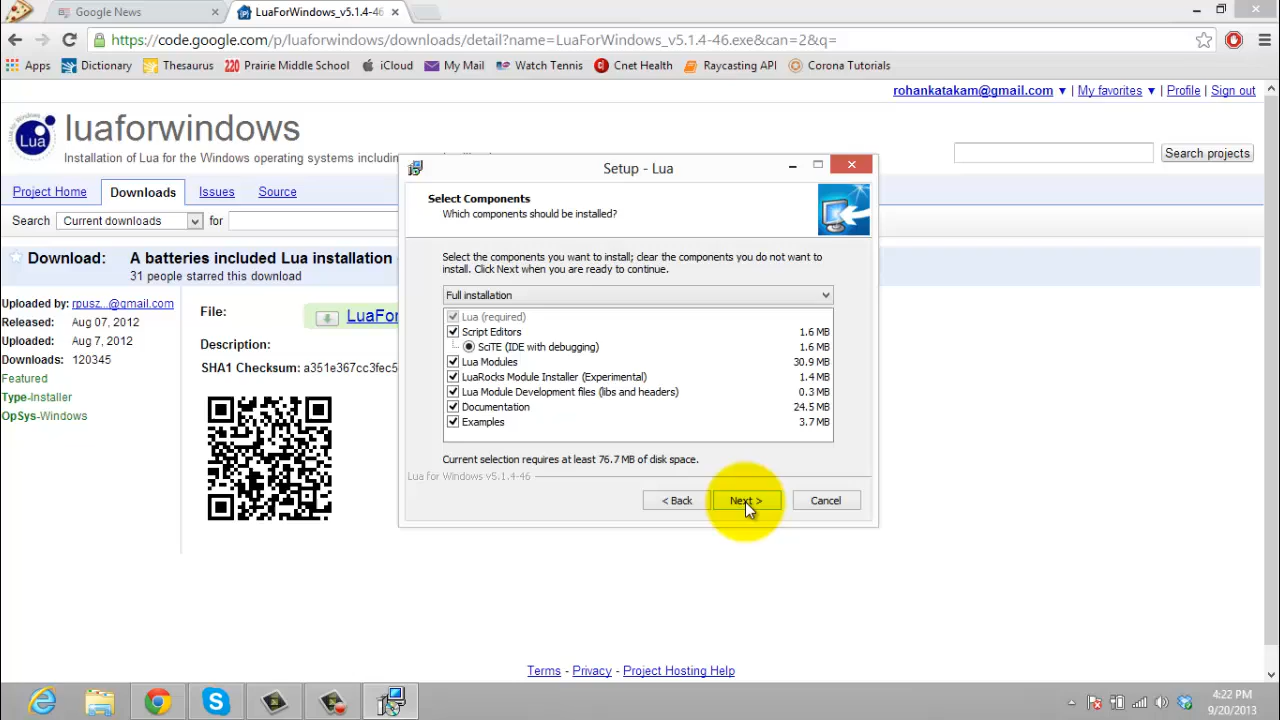 Google News
LuaForWindows_v5.1.4-46
https://code.google.com/p/luaforwindows/downloads/detail?name=LuaForWindows_v5.1.4-46.exe&can=2&q=
Apps Dictionary Thesaurus 220 Prairie Middle School iCloud My Mail Watch Tennis Cnet Health Raycasting API Corona Tutorials
rohankatakam@gmail.com ▼ | My favorites ▼ | Profile | Sign out
Lua
luaforwindows
Installation of Lua for the Windows operating systems
Search projects
Project Home Downloads Issues Source
Search Current downloads for
Download: A batteries included Lua installation
31 people starred this download
Uploaded by: rpusz...@gmail.com
Released: Aug 07, 2012
Uploaded: Aug 7, 2012
Downloads: 120345
Featured
Type-Installer
OpSys-Windows
File: LuaFor
Description:
SHA1 Checksum: a351e367cc3fec5
Setup - Lua
Select Components
Which components should be installed?
Select the components you want to install; clear the components you do not want to
install. Click Next when you are ready to continue.
Full installation
Lua (required)
Script Editors 1.6 MB
SciTE (IDE with debugging) 1.6 MB
Lua Modules 30.9 MB
LuaRocks Module Installer (Experimental) 1.4 MB
Lua Module Development files (libs and headers) 0.3 MB
Documentation 24.5 MB
Examples 3.7 MB
Current selection requires at least 76.7 MB of disk space.
Lua for Windows v5.1.4-46
< Back Next > Cancel
Terms - Privacy - Project Hosting Help
4:22 PM
9/20/2013